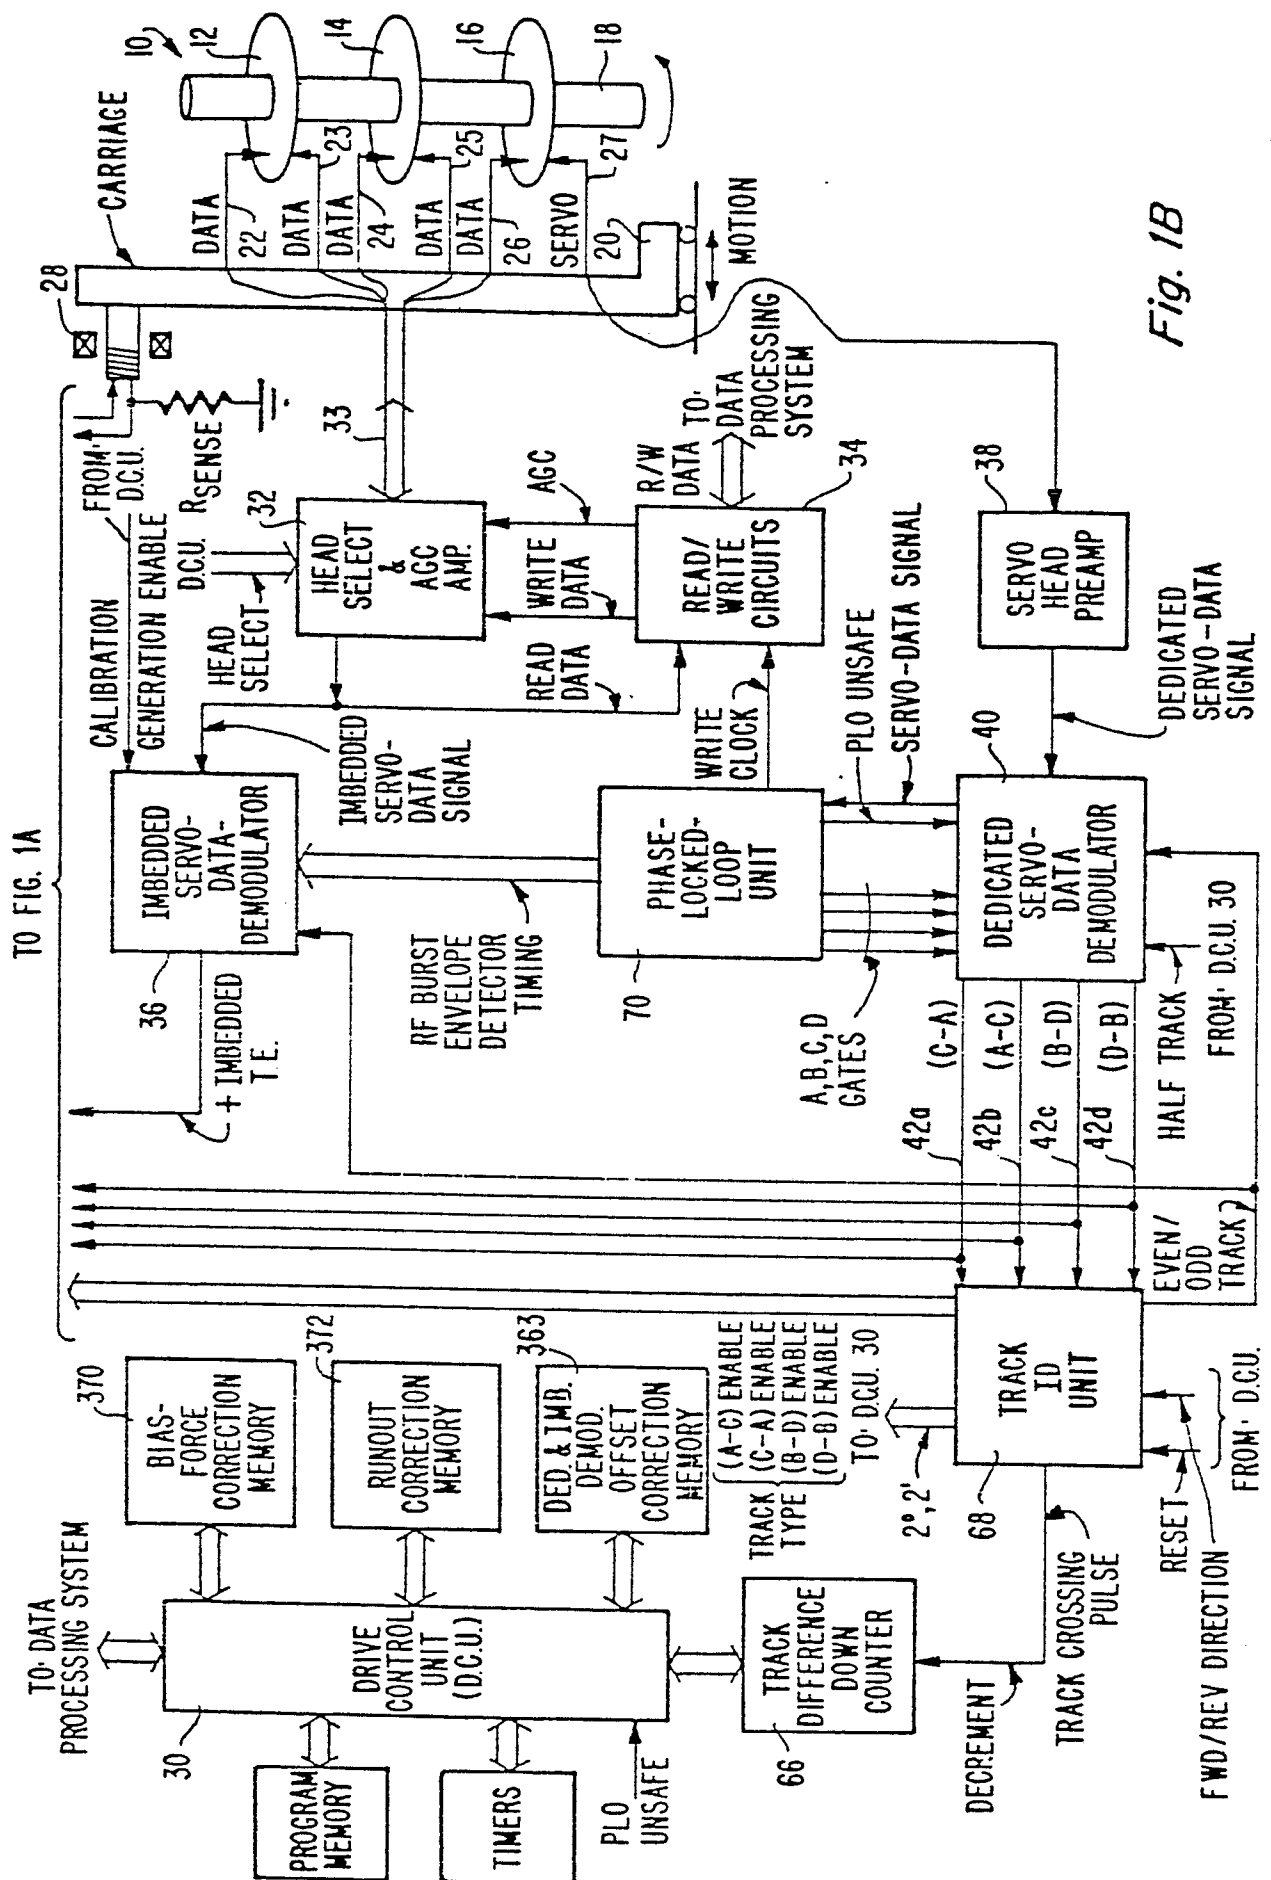 TO FIG. 1A
TO DATA
PROCESSING SYSTEM
30
DRIVE
CONTROL
UNIT
(D.C.U.)
PROGRAM
MEMORY
TIMERS
PLO
UNSAFE
370
BIAS-
FORCE
CORRECTION
MEMORY
372
RUNOUT
CORRECTION
MEMORY
363
DED. & IMB.
DEMOD.
OFFSET
CORRECTION
MEMORY
66
TRACK
DIFFERENCE
DOWN
COUNTER
DECREMENT
TRACK CROSSING
PULSE
TRACK
TYPE
(A-C) ENABLE
(C-A) ENABLE
(B-D) ENABLE
(D-B) ENABLE
TO D.C.U. 30
2º, 2'
68
TRACK
ID
UNIT
RESET
FWD/REV DIRECTION
FROM D.C.U.
EVEN/
ODD
TRACK
+ IMBEDDED
T.E.
36
IMBEDDED
SERVO-
DATA-
DEMODULATOR
CALIBRATION
GENERATION ENABLE
FROM
D.C.U.
RF BURST
ENVELOPE
DETECTOR
TIMING
IMBEDDED
SERVO-
DATA
SIGNAL
70
PHASE-
LOCKED-
LOOP
UNIT
A,B,C,D
GATES
WRITE
CLOCK
PLO UNSAFE
SERVO-DATA SIGNAL
42a
(C-A)
42b
(A-C)
42c
(B-D)
42d
(D-B)
40
DEDICATED
SERVO-
DATA
DEMODULATOR
HALF TRACK
FROM D.C.U. 30
HEAD
SELECT
D.C.U.
32
HEAD
SELECT
&
AGC
AMP.
READ
DATA
WRITE
DATA
AGC
READ/
WRITE
CIRCUITS
34
R/W
DATA
TO
DATA
PROCESSING
SYSTEM
38
SERVO
HEAD
PREAMP
DEDICATED
SERVO-DATA
SIGNAL
RSENSE
28
33
CARRIAGE
10
12
14
16
18
DATA
22
DATA
23
DATA
24
DATA
25
DATA
26
SERVO
27
20
MOTION
Fig. 1B